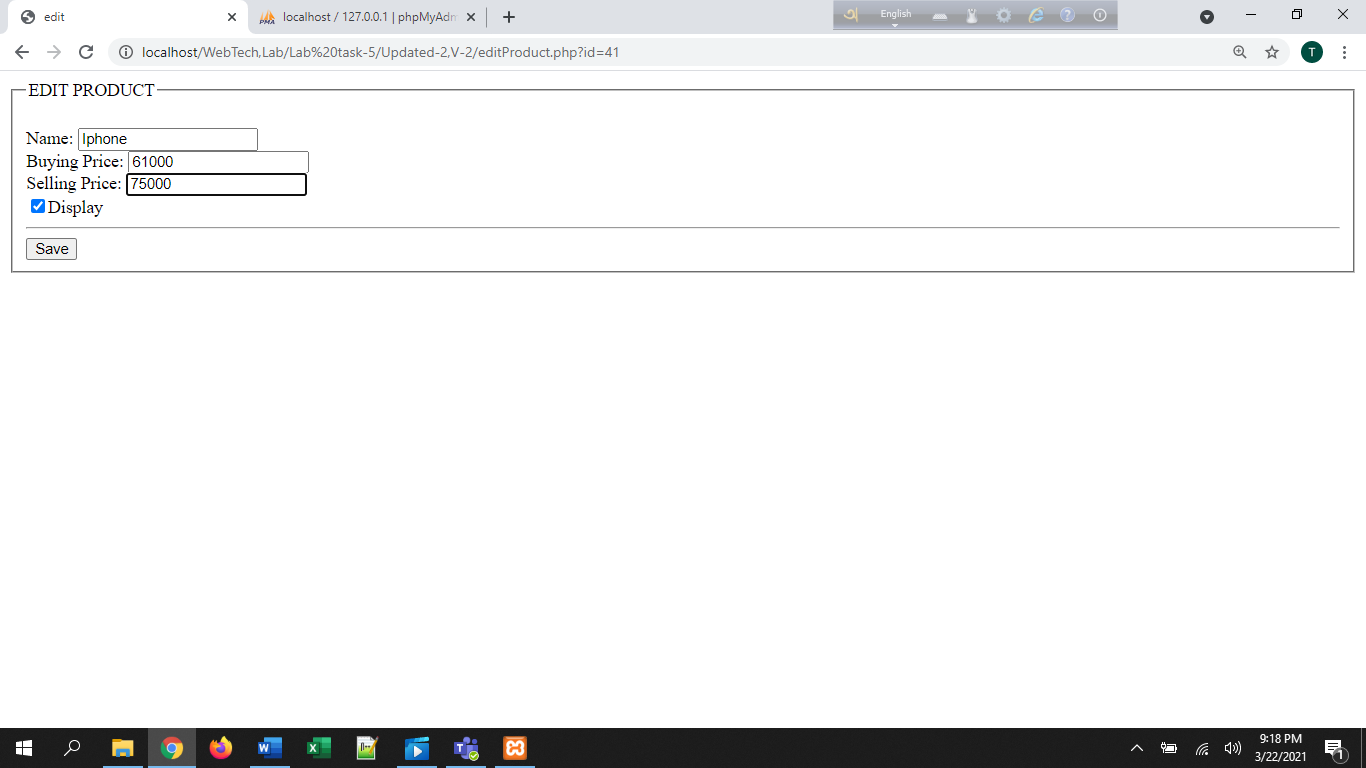 edit
localhost / 127.0.0.1 | phpMyAdm
English
localhost/WebTech,Lab/Lab%20task-5/Updated-2,V-2/editProduct.php?id=41
T
EDIT PRODUCT
Name: Iphone
Buying Price: 61000
Selling Price: 75000
Display
Save
9:18 PM
3/22/2021
1